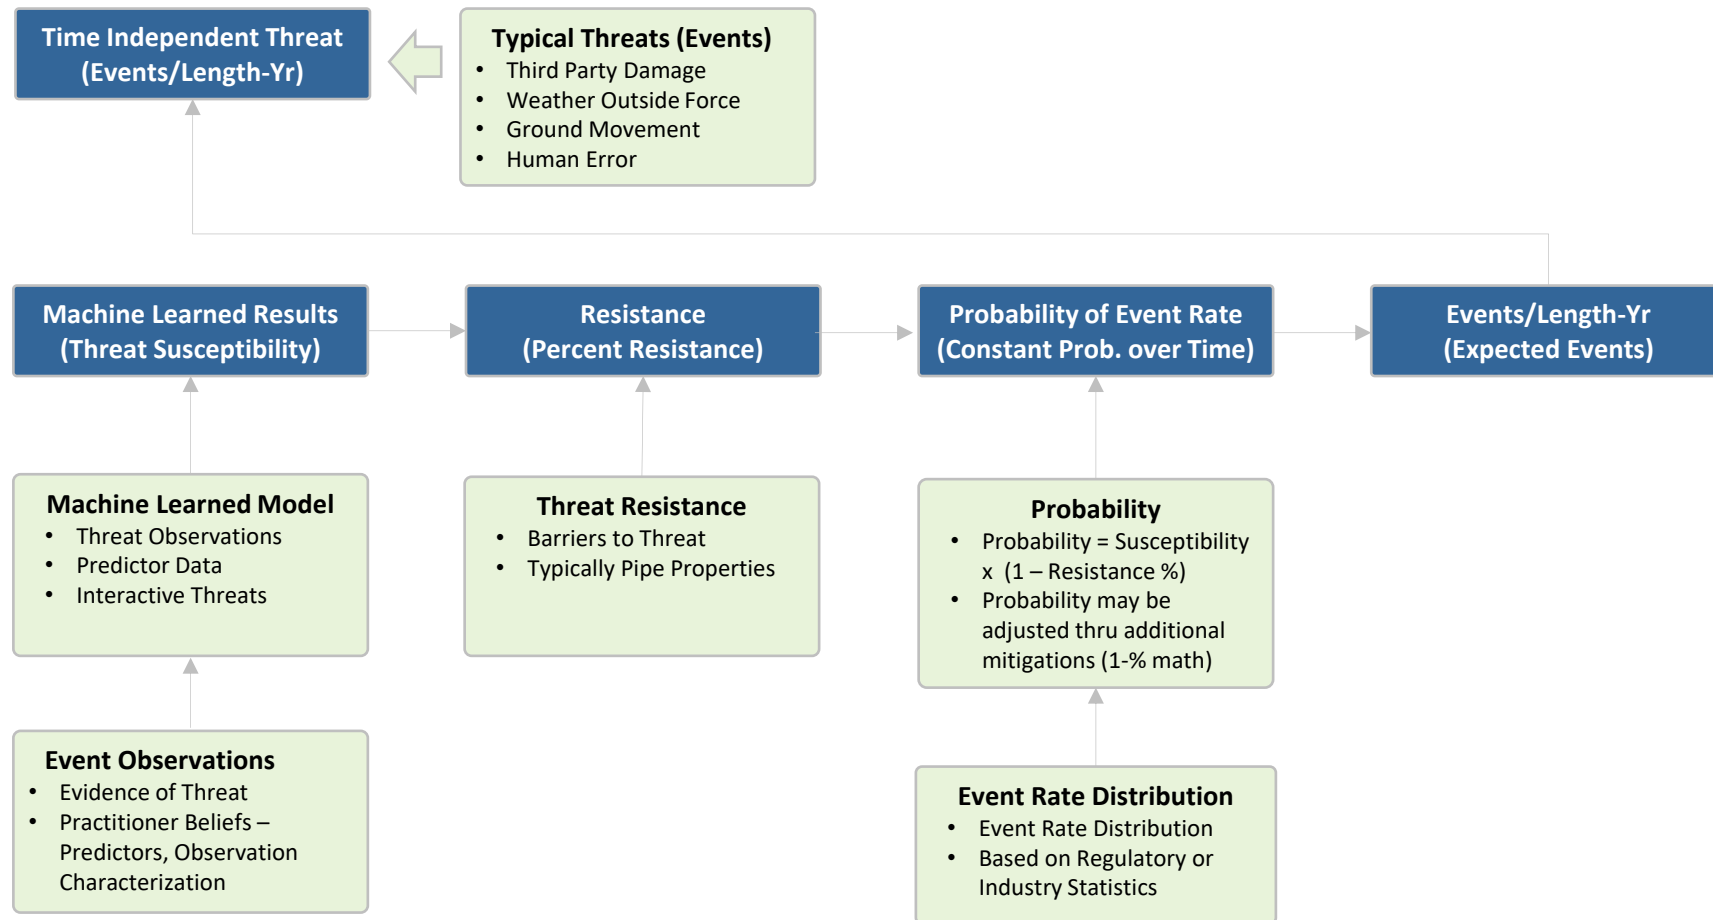 Time Independent Threat
(Events/Length-Yr)
Typical Threats (Events)
• Third Party Damage
• Weather Outside Force
• Ground Movement
• Human Error
Machine Learned Results
(Threat Susceptibility)
Resistance
(Percent Resistance)
Probability of Event Rate
(Constant Prob. over Time)
Events/Length-Yr
(Expected Events)
Machine Learned Model
• Threat Observations
• Predictor Data
• Interactive Threats
Threat Resistance
• Barriers to Threat
• Typically Pipe Properties
Probability
• Probability = Susceptibility
x (1 – Resistance %)
• Probability may be
adjusted thru additional
mitigations (1-% math)
Event Observations
• Evidence of Threat
• Practitioner Beliefs –
Predictors, Observation
Characterization
Event Rate Distribution
• Event Rate Distribution
• Based on Regulatory or
Industry Statistics